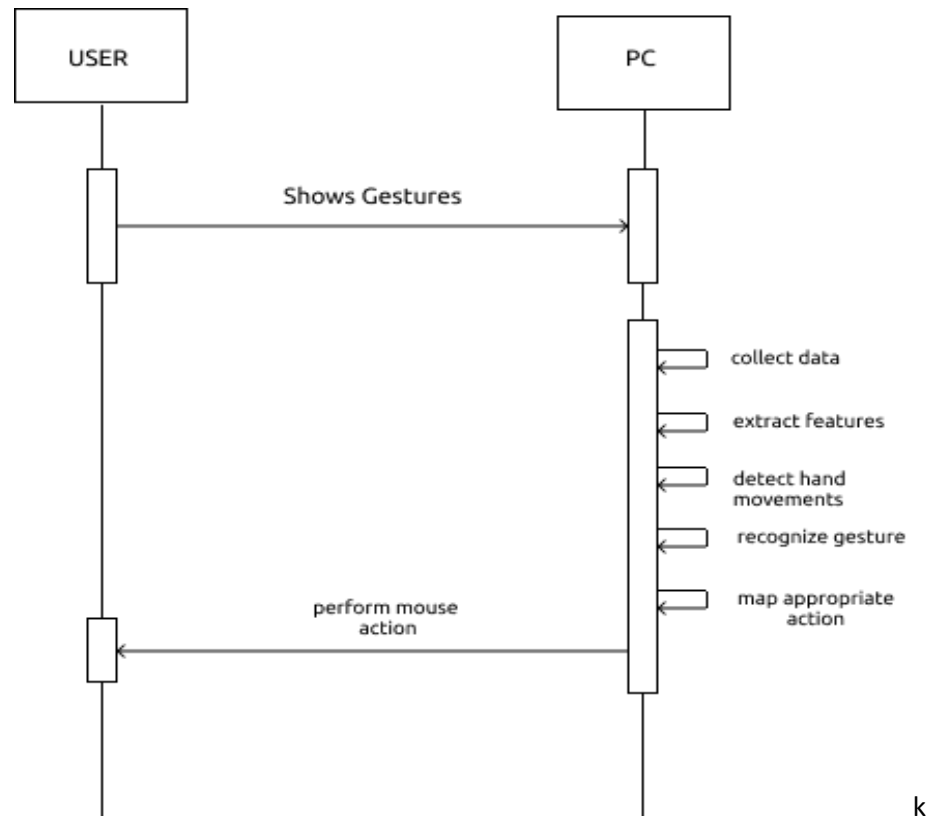 USER
PC
Shows Gestures
collect data
extract features
detect hand
movements
recognize gesture
map appropriate
action
perform mouse
action
k